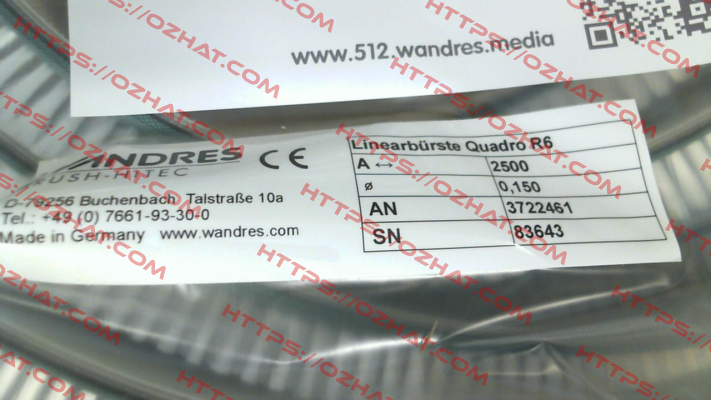 www.512.wandres.media
ANDRES CE
RUSH-HITEC
D-79256 Buchenbach Talstraße 10a
Tel.: +49 (0) 7661-93-30-0
Made in Germany www.wandres.com
Linearbürste Quadro R6
A ↔ 2500
ø 0,150
AN 3722461
SN 83643
HTTPS://OZHAT.COM